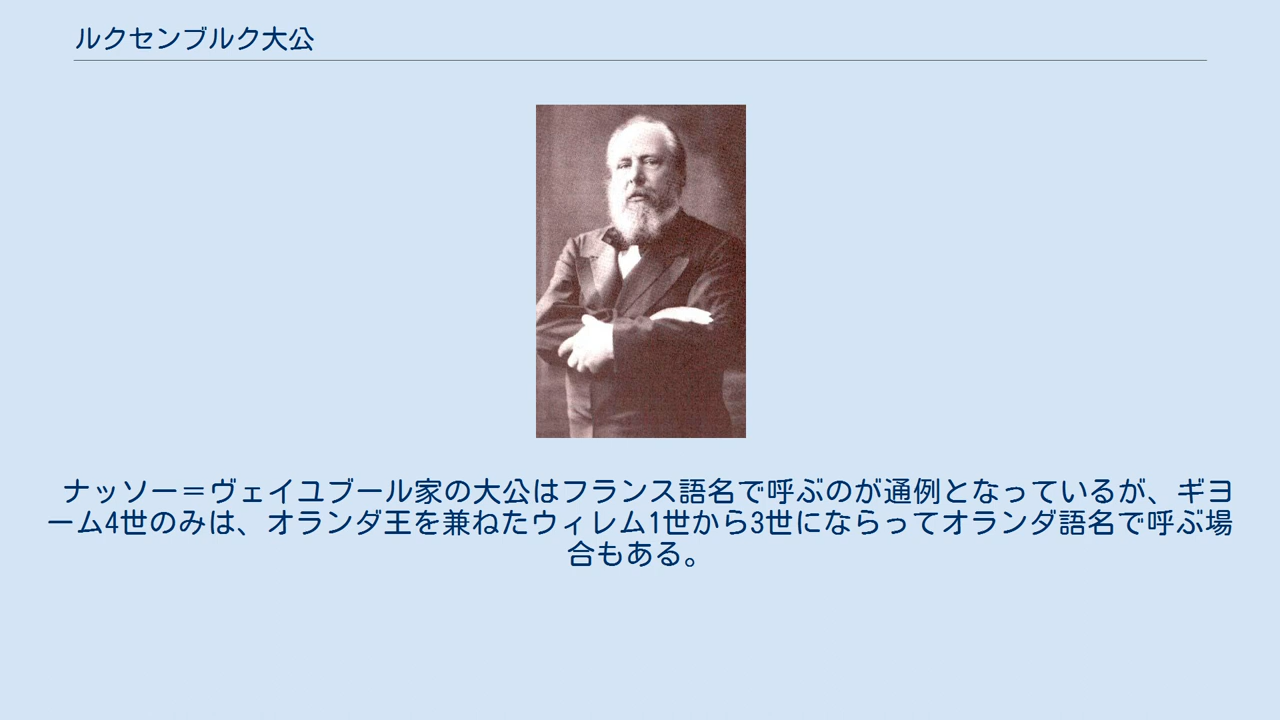 ルクセンブルク大公
ナッソー＝ヴェイユブール家の大公はフランス語名で呼ぶのが通例となっているが、ギヨ
ーム4世のみは、オランダ王を兼ねたウィレム1世から3世にならってオランダ語名で呼ぶ場
合もある。